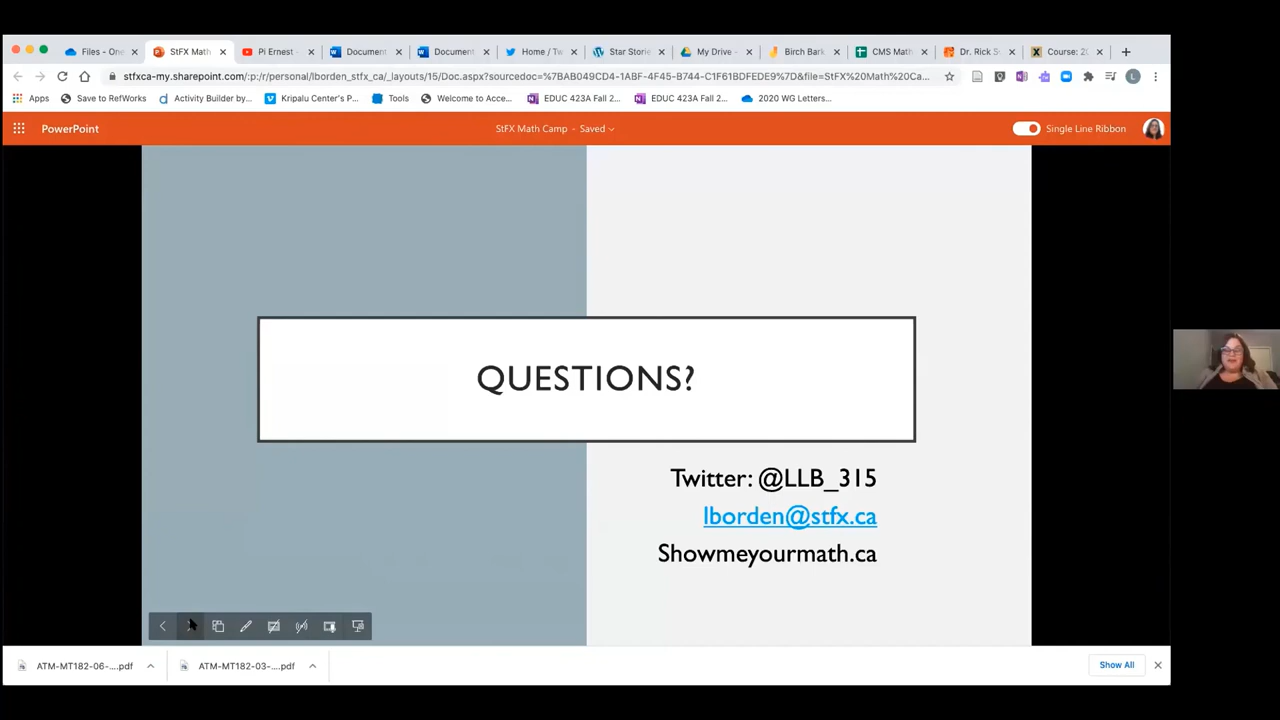 Files - One
StFX Math
Pi Ernest -
Document
Document
Home / Tw
Star Storie
My Drive -
Birch Bark
CMS Math
Dr. Rick S
Course: 20
stfxca-my.sharepoint.com/:p:/r/personal/lborden_stfx_ca/_layouts/15/Doc.aspx?sourcedoc=%7BAB049CD4-1ABF-4F45-B744-C1F61BDFEDE9%7D&file=StFX%20Math%20Ca...
L
Apps
Save to RefWorks
Activity Builder by...
Kripalu Center's P...
Tools
Welcome to Acce...
EDUC 423A Fall 2...
EDUC 423A Fall 2...
2020 WG Letters...
PowerPoint
StFX Math Camp - Saved
Single Line Ribbon
QUESTIONS?
Twitter: @LLB_315
lborden@stfx.ca
Showmeyourmath.ca
ATM-MT182-06-....pdf
ATM-MT182-03-....pdf
Show All